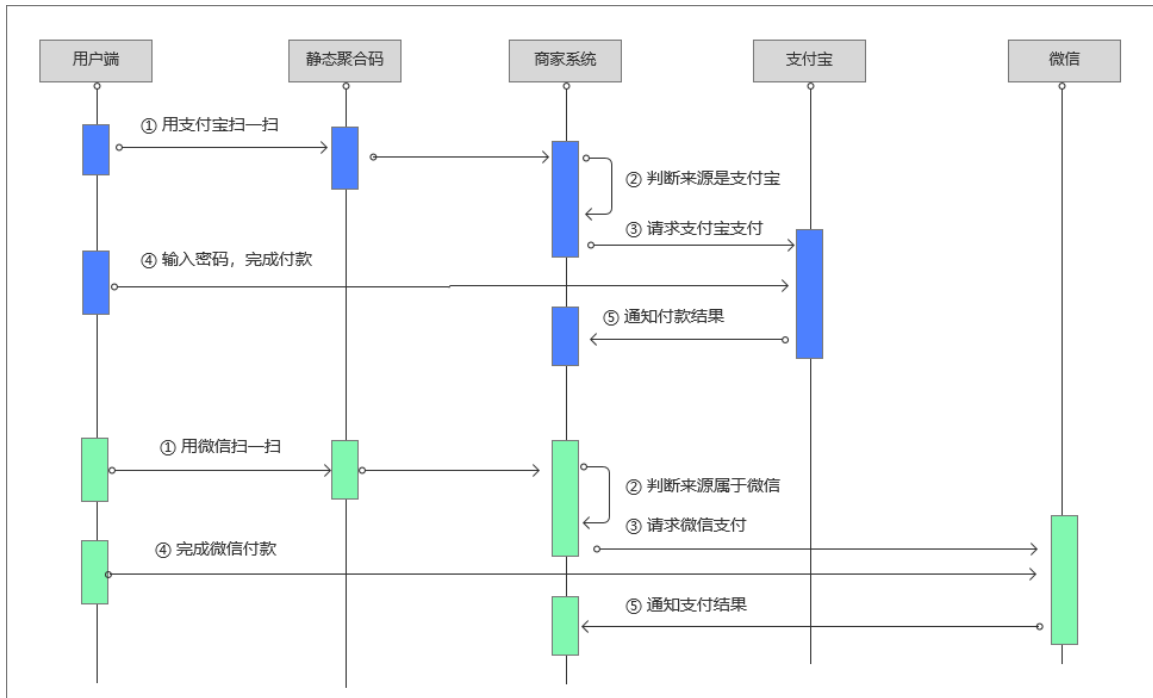 用户端
静态聚合码
商家系统
支付宝
微信
① 用支付宝扫一扫
② 判断来源是支付宝
③ 请求支付宝支付
④ 输入密码，完成付款
⑤ 通知付款结果
① 用微信扫一扫
② 判断来源属于微信
③ 请求微信支付
④ 完成微信付款
⑤ 通知支付结果